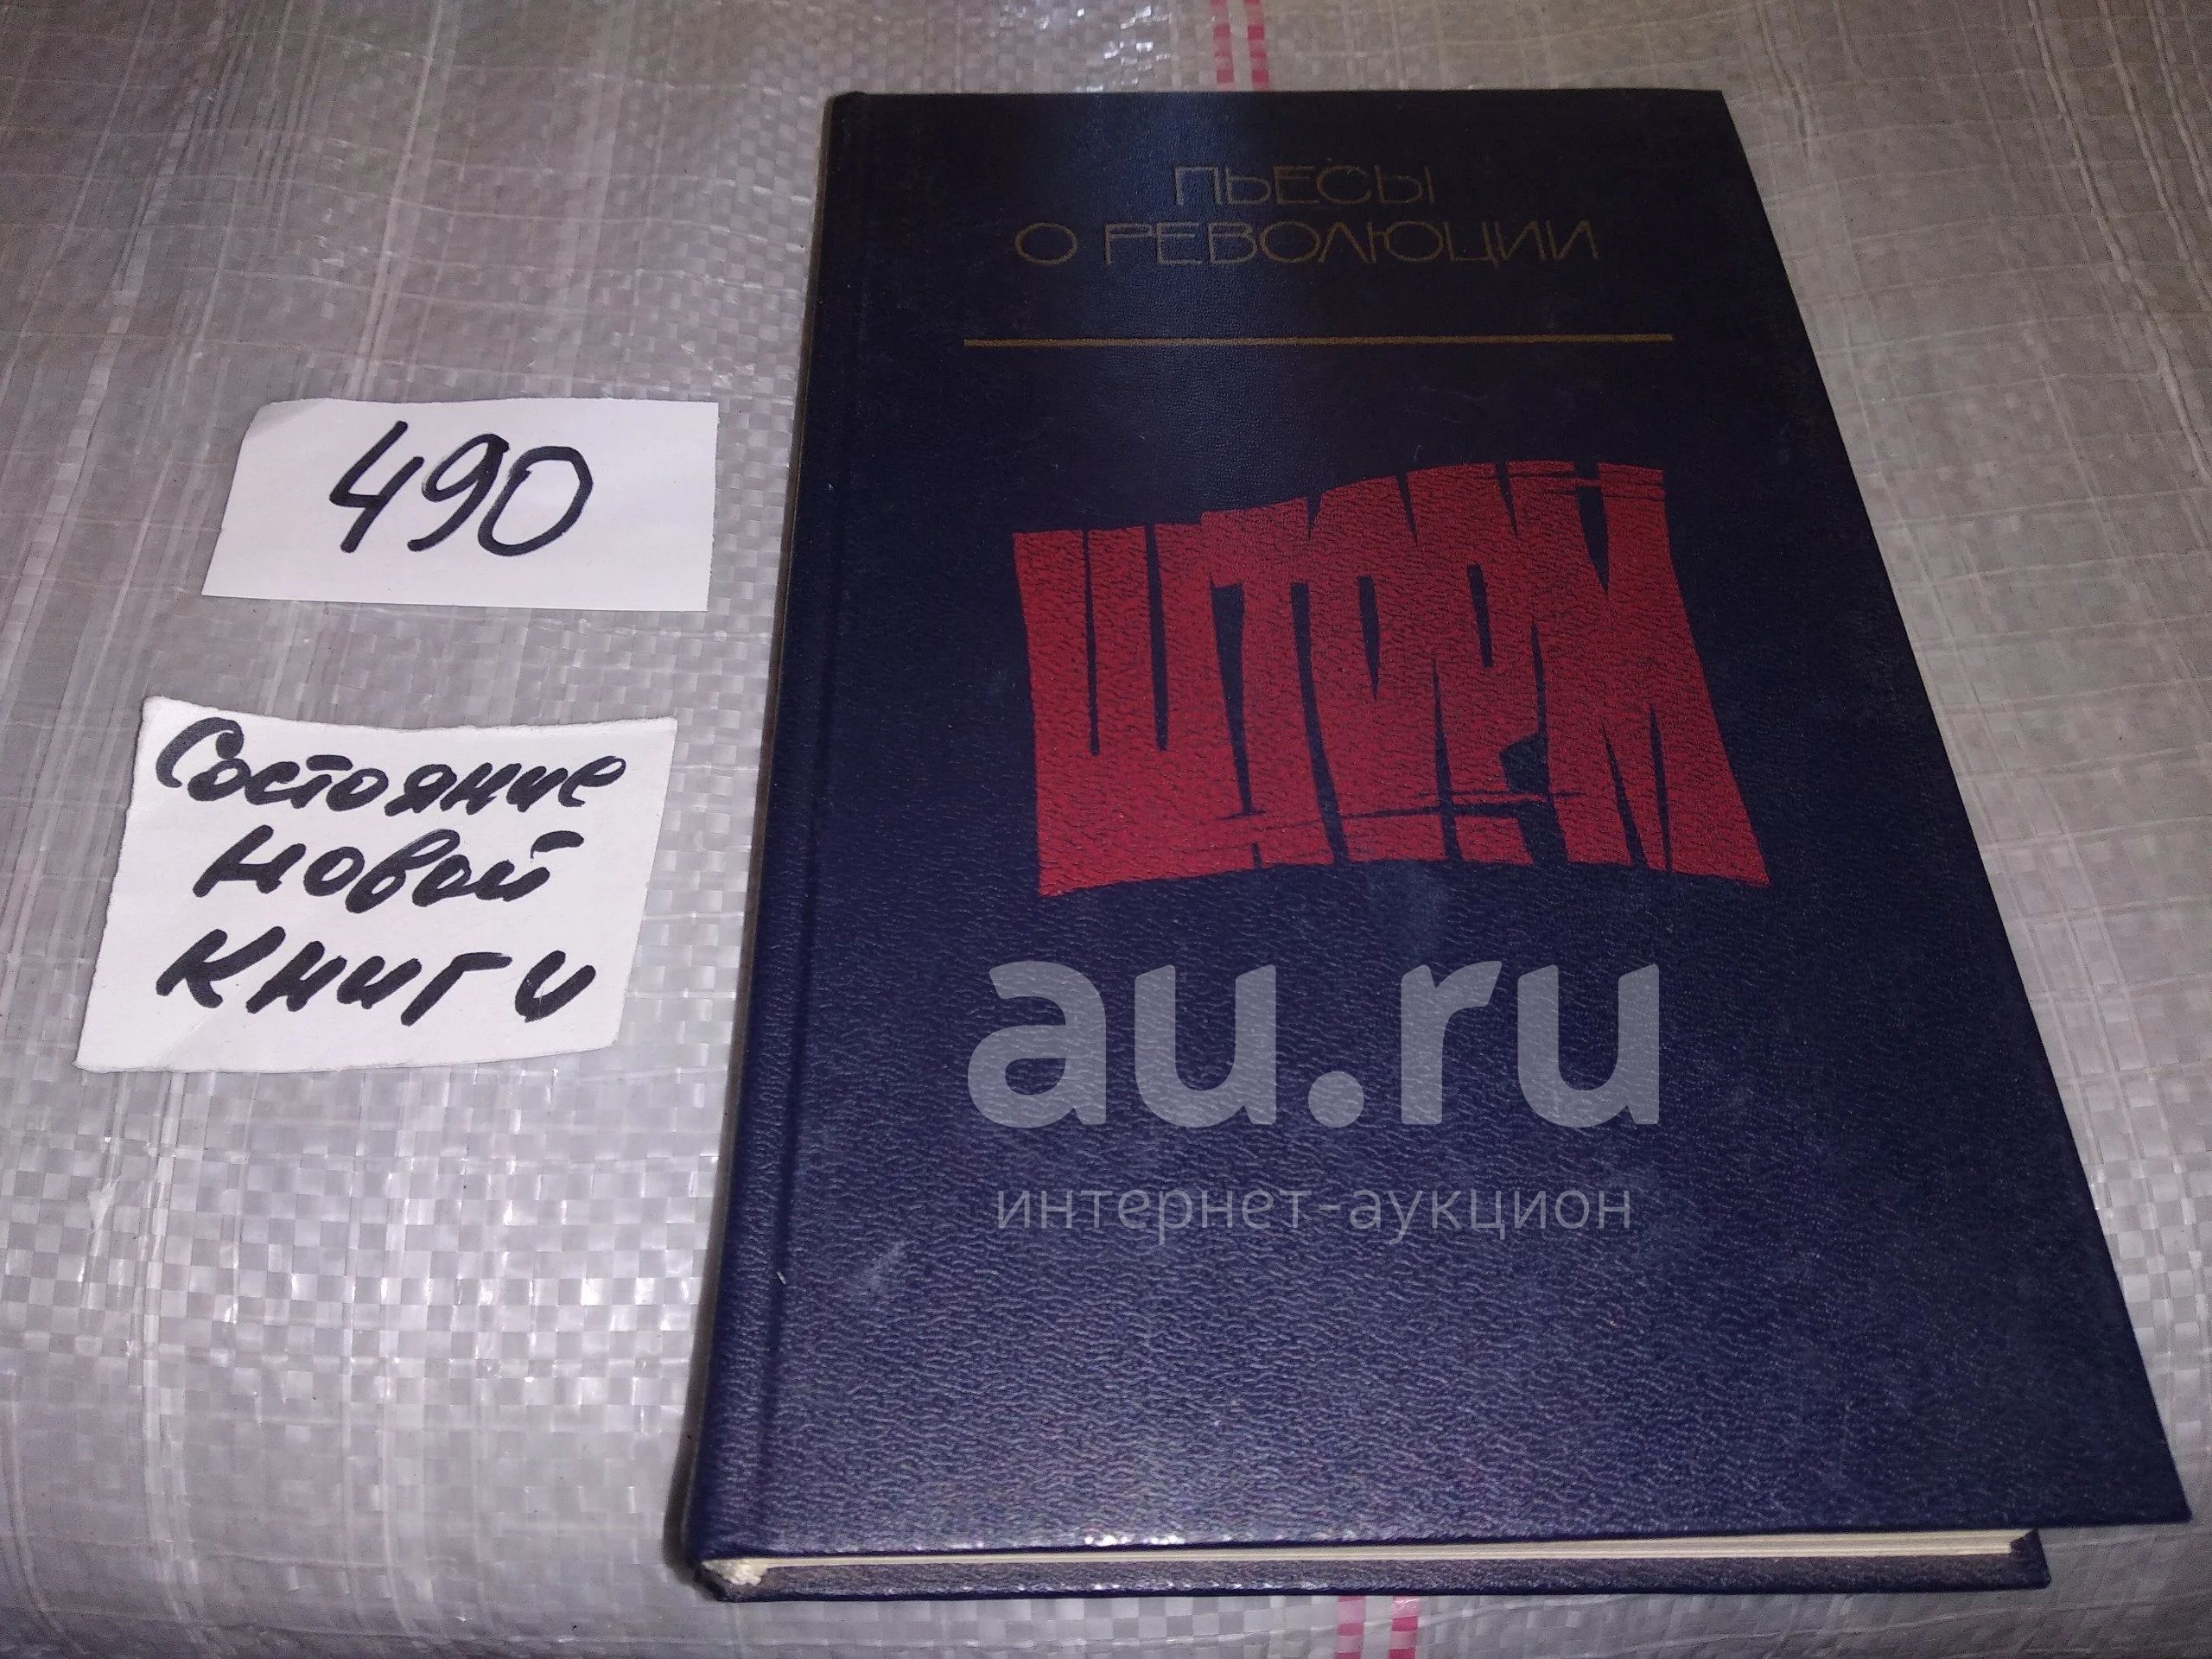 ПЬЕСЫ
О РЕВОЛЮЦИИ
ШТОРМ
490
Состояние
новой
книги
au.ru
интернет-аукцион